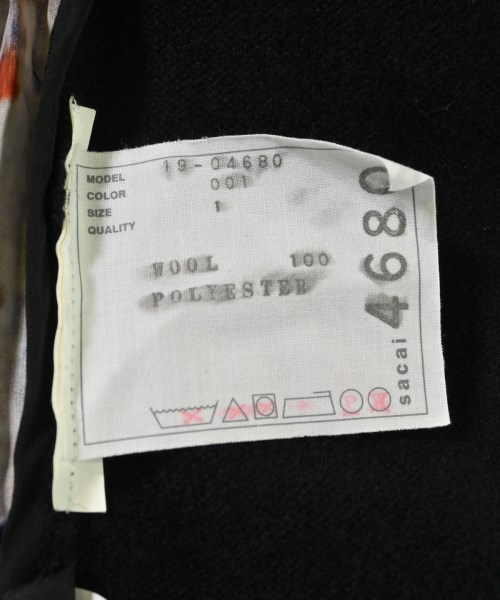 MODEL 19-04680
COLOR 001
SIZE 1
QUALITY
WOOL 100
POLYESTER
sacai 4680
P